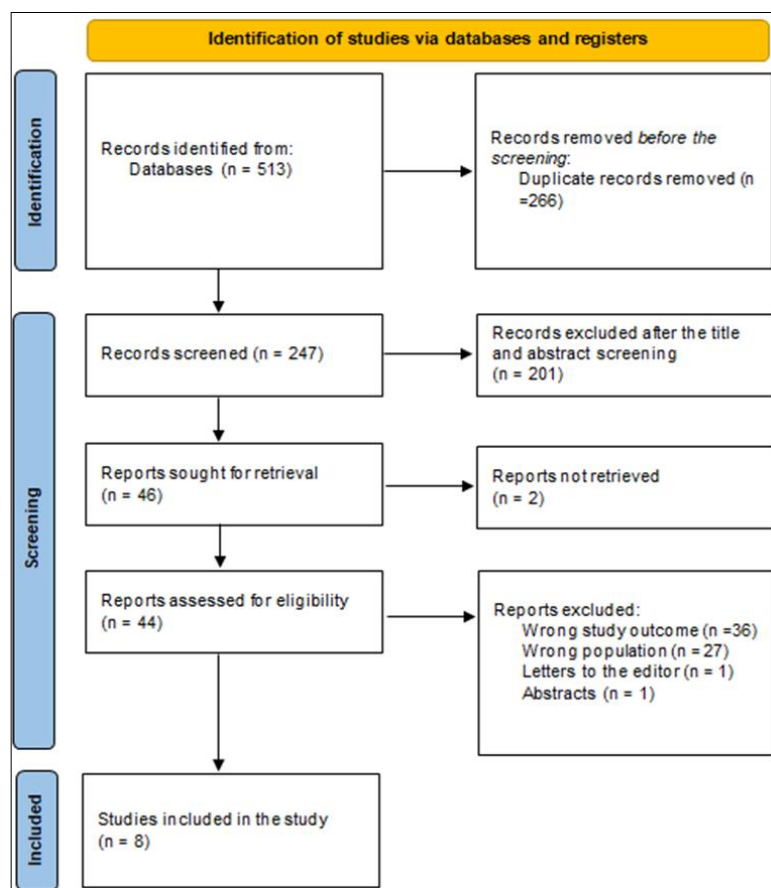 Identification of studies via databases and registers
Identification
Records identified from:
Databases (n = 513)
Records removed before the
screening:
Duplicate records removed (n
=266)
Screening
Records screened (n = 247)
Records excluded after the title
and abstract screening
(n = 201)
Reports sought for retrieval
(n = 46)
Reports not retrieved
(n = 2)
Reports assessed for eligibility
(n = 44)
Reports excluded:
Wrong study outcome (n =36)
Wrong population (n = 27)
Letters to the editor (n = 1)
Abstracts (n = 1)
Included
Studies included in the study
(n = 8)